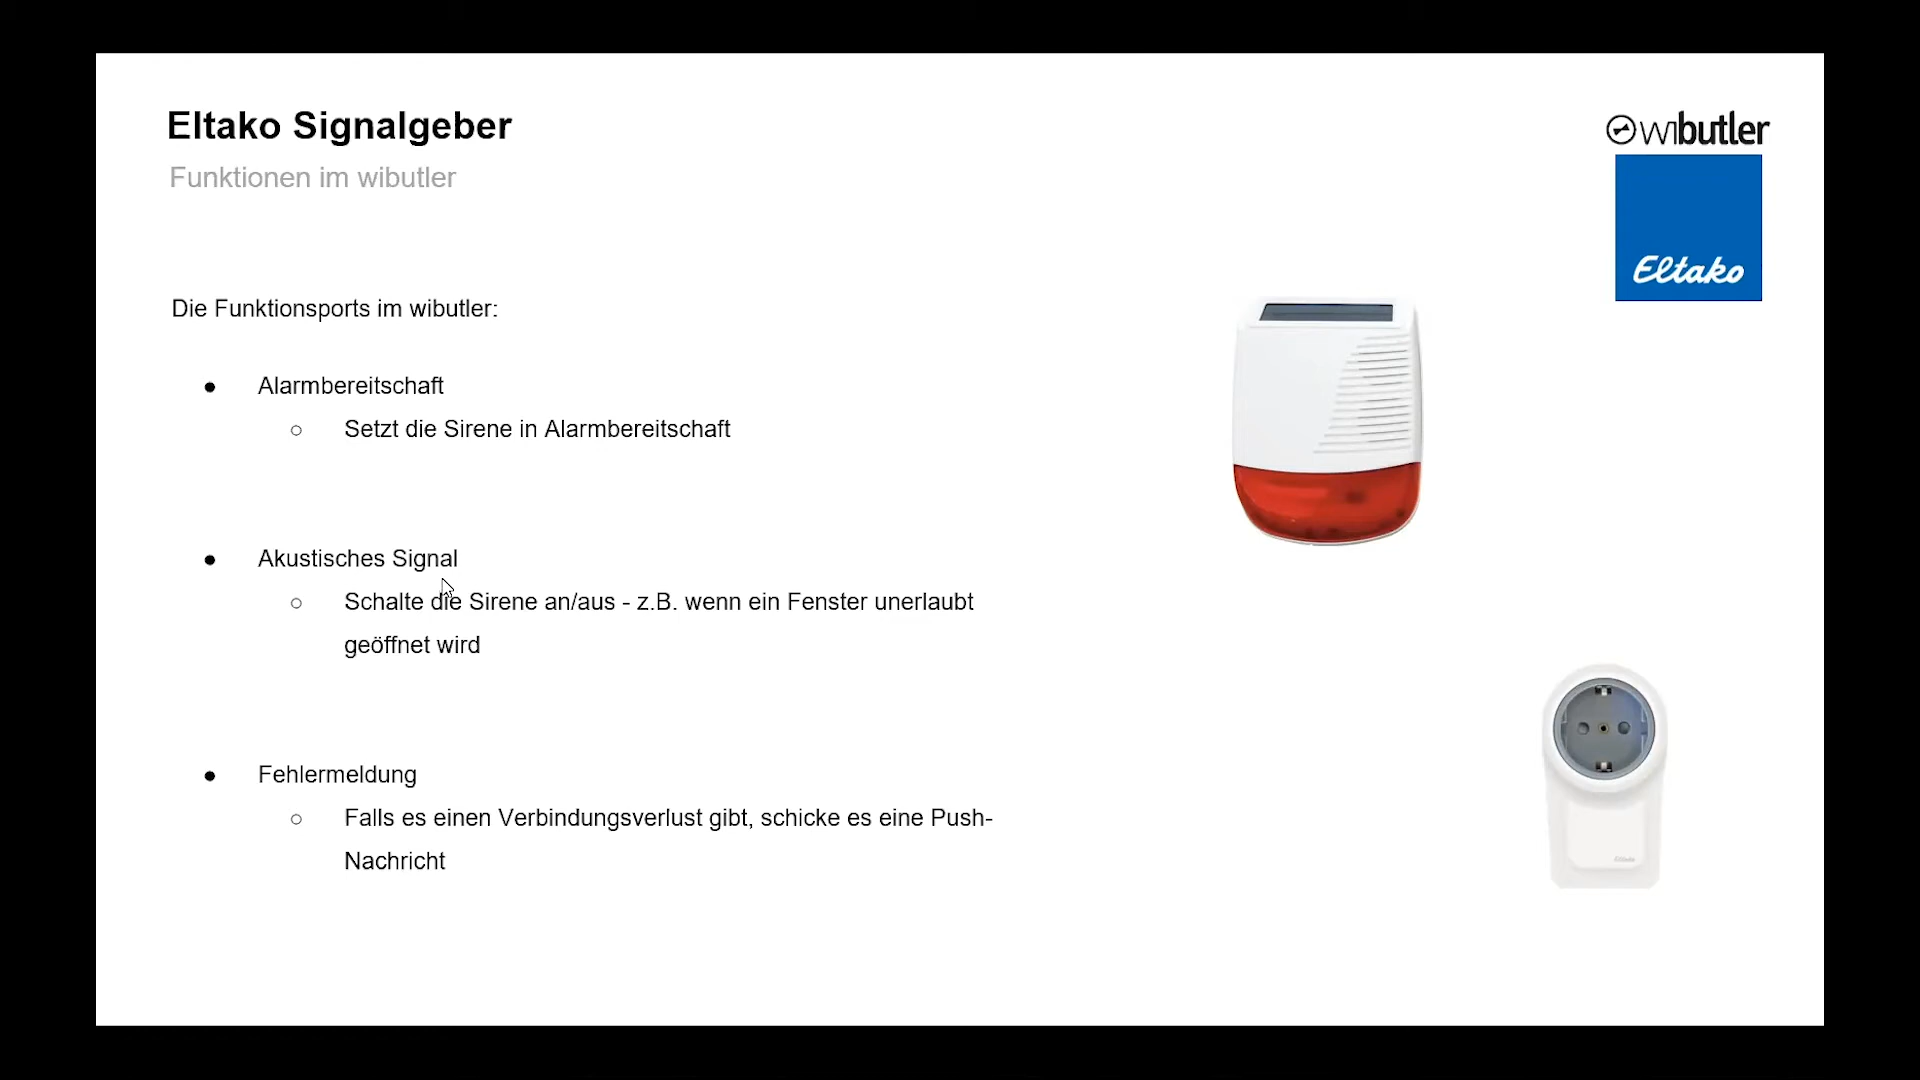 Eltako Signalgeber
Funktionen im wibutler
wibutler
Eltako
Die Funktionsports im wibutler:
● Alarmbereitschaft
○ Setzt die Sirene in Alarmbereitschaft
● Akustisches Signal
○ Schalte die Sirene an/aus - z.B. wenn ein Fenster unerlaubt
geöffnet wird
● Fehlermeldung
○ Falls es einen Verbindungsverlust gibt, schicke es eine Push-
Nachricht
Eltako